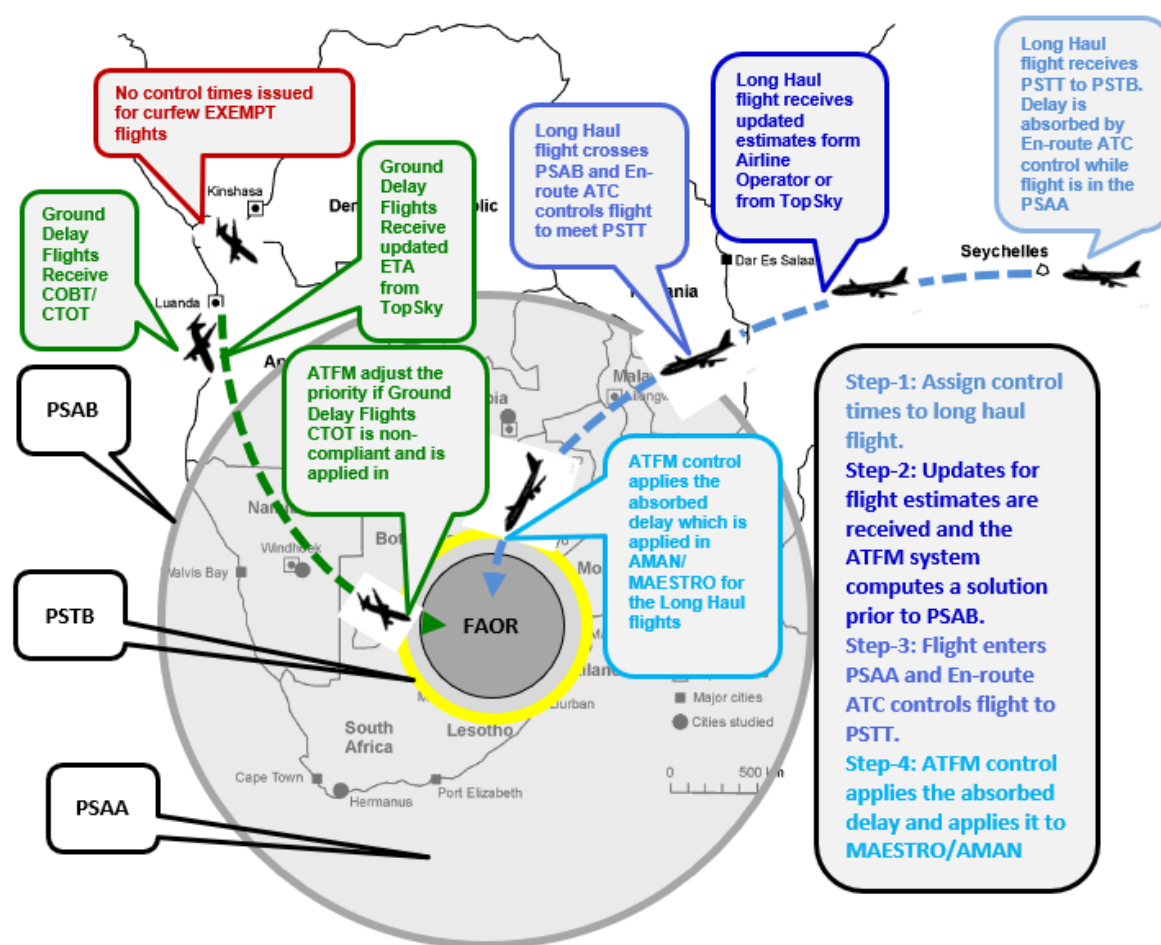 No control times issued
for curfew EXEMPT
flights
Ground
Delay
Flights
Receive
COBT/
CTOT
Kinshasa
Luanda
Ground
Delay
Flights
Receive
updated
ETA
from
TopSky
Long Haul
flight crosses
PSAB and En-
route ATC
controls flight
to meet PSTT
Long Haul
flight receives
updated
estimates form
Airline
Operator or
from TopSky
Long Haul
flight receives
PSTT to PSTB.
Delay is
absorbed by
En-route ATC
control while
flight is in the
PSAA
Dar Es Salaa
Seychelles
ATFM adjust the
priority if Ground
Delay Flights
CTOT is non-
compliant and is
applied in
ATFM control
applies the
absorbed
delay which is
applied in
AMAN/
MAESTRO for
the Long Haul
flights
PSAB
PSTB
PSAA
Windhoek
Walvis Bay
FAOR
South
Africa
Lesotho
Durban
Cape Town
Hermanus
Port Elizabeth
Major cities
Cities studied
0 500 km
Step-1: Assign control
times to long haul
flight.
Step-2: Updates for
flight estimates are
received and the
ATFM system
computes a solution
prior to PSAB.
Step-3: Flight enters
PSAA and En-route
ATC controls flight to
PSTT.
Step-4: ATFM control
applies the absorbed
delay and applies it to
MAESTRO/AMAN